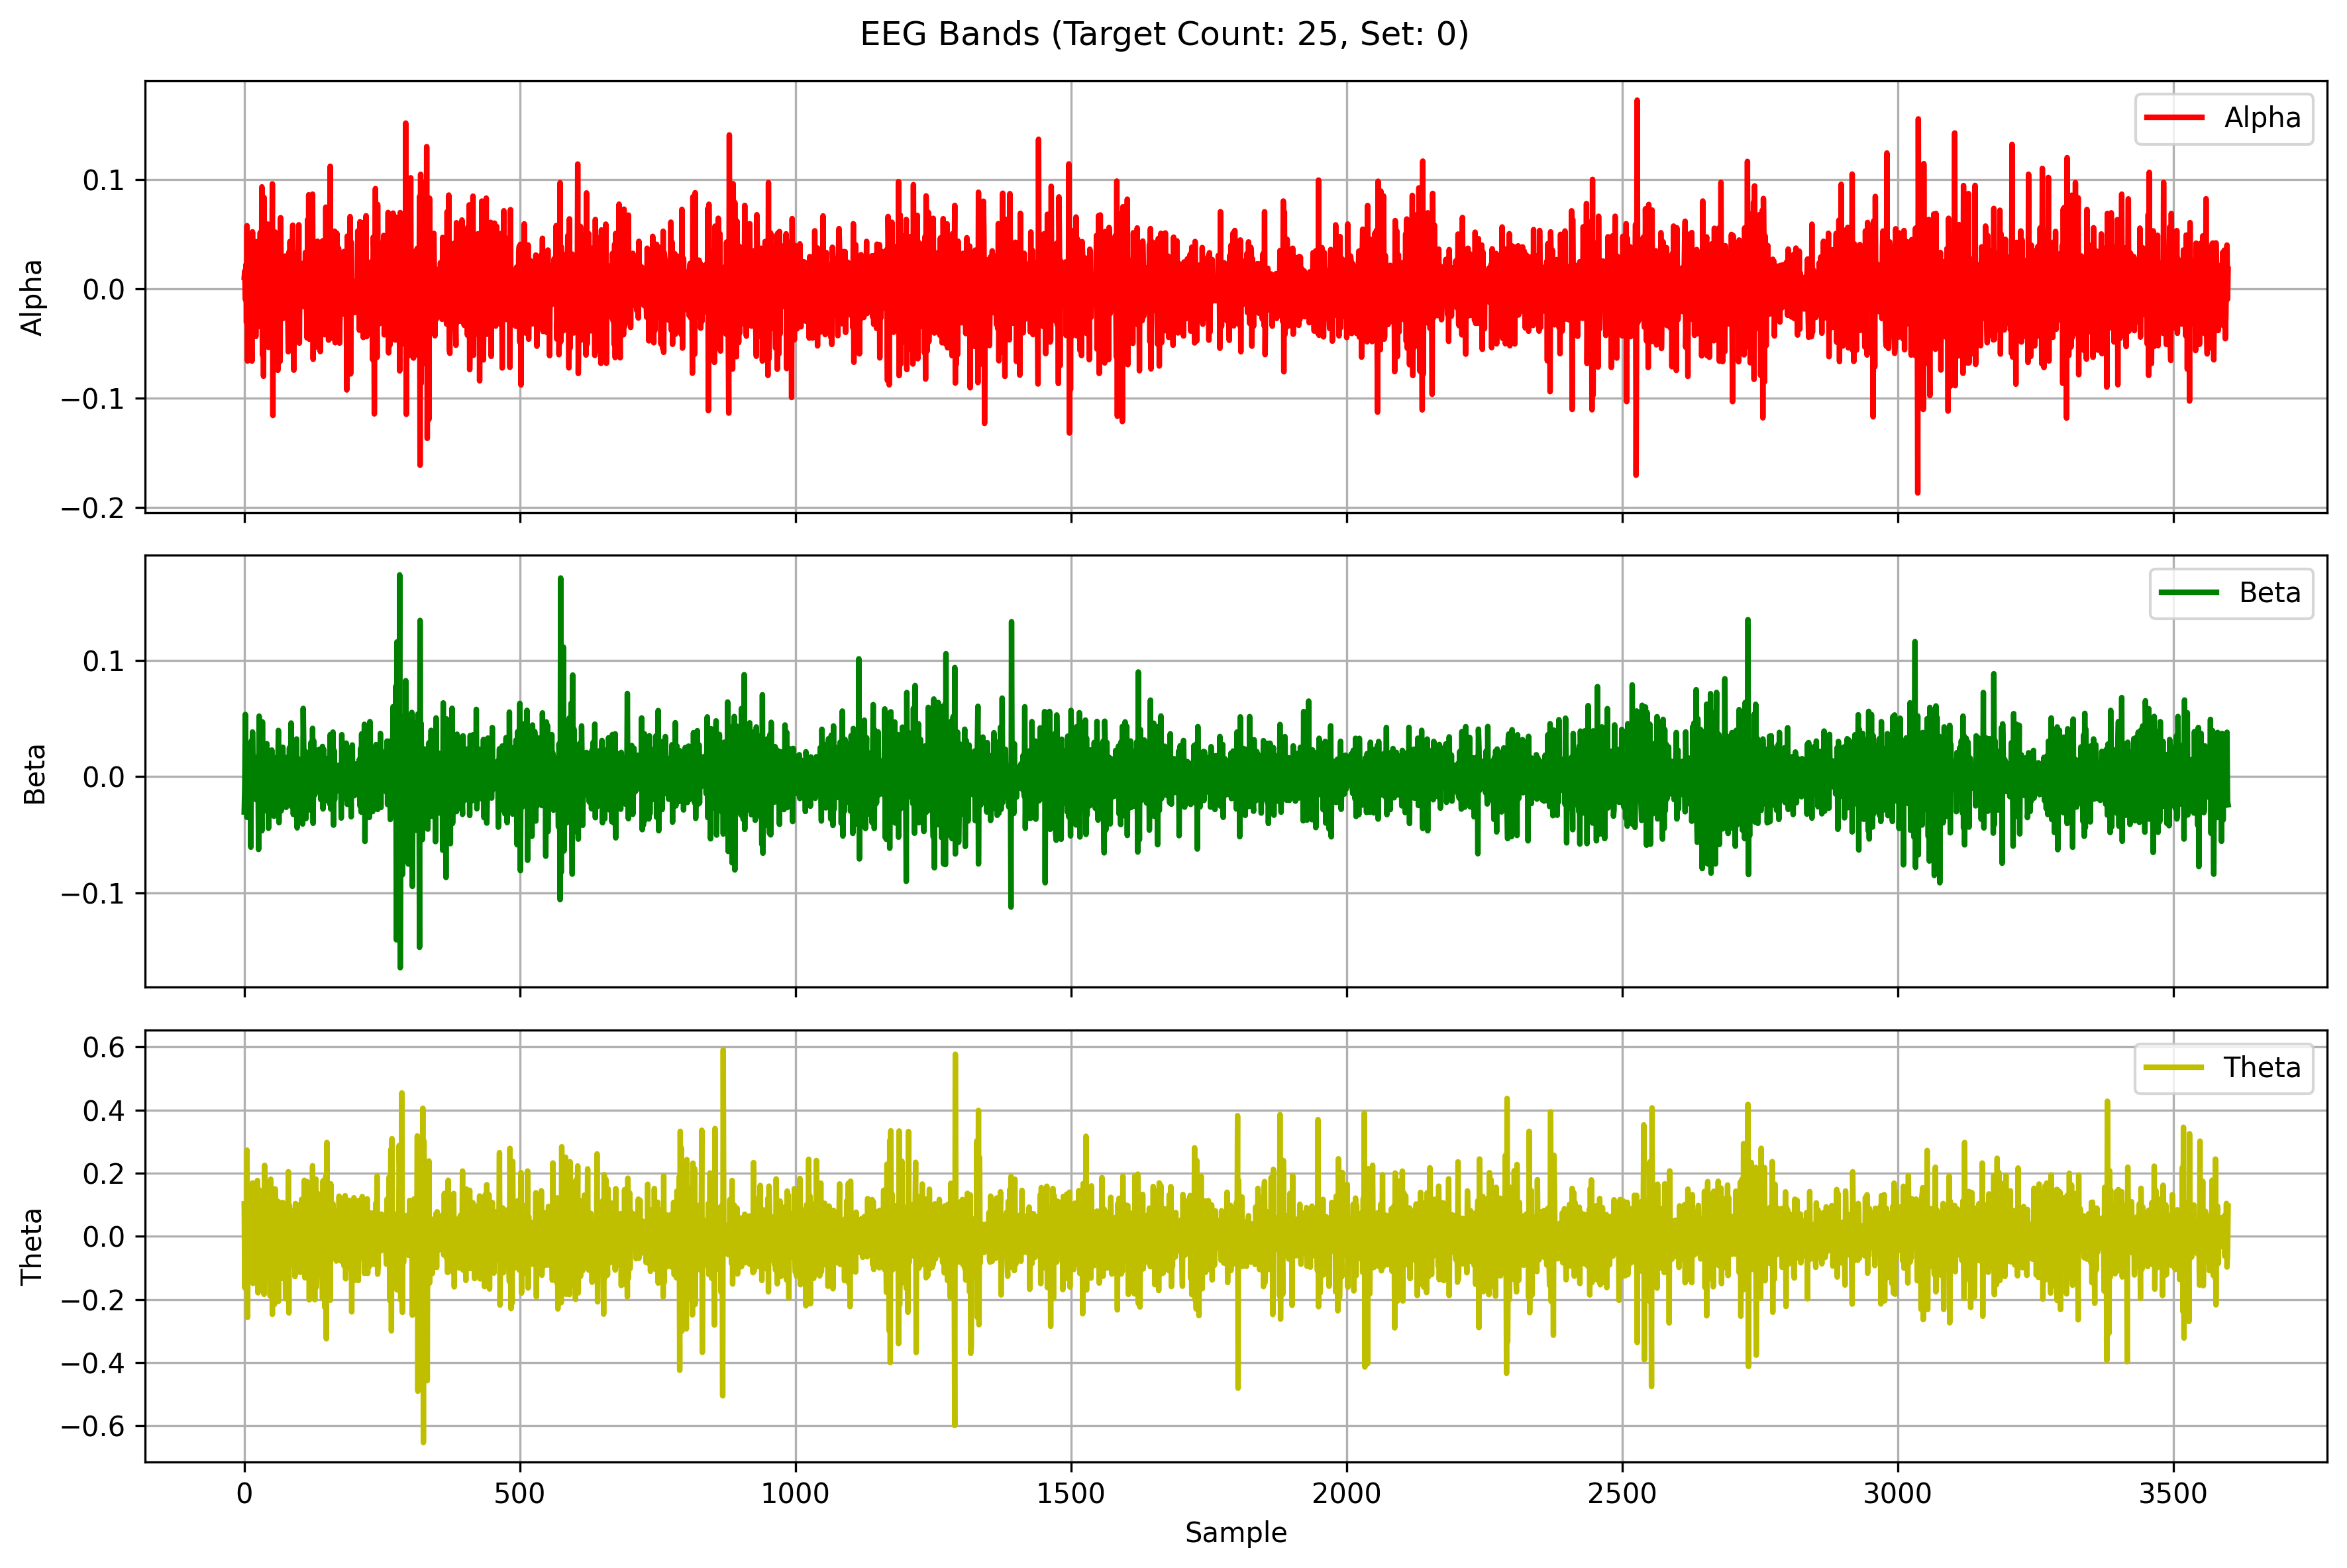 EEG Bands (Target Count: 25, Set: 0)
Alpha
0.1
0.0
−0.1
−0.2
Alpha
Beta
0.1
0.0
−0.1
Beta
Theta
0.6
0.4
0.2
0.0
−0.2
−0.4
−0.6
Theta
0 500 1000 1500 2000 2500 3000 3500
Sample